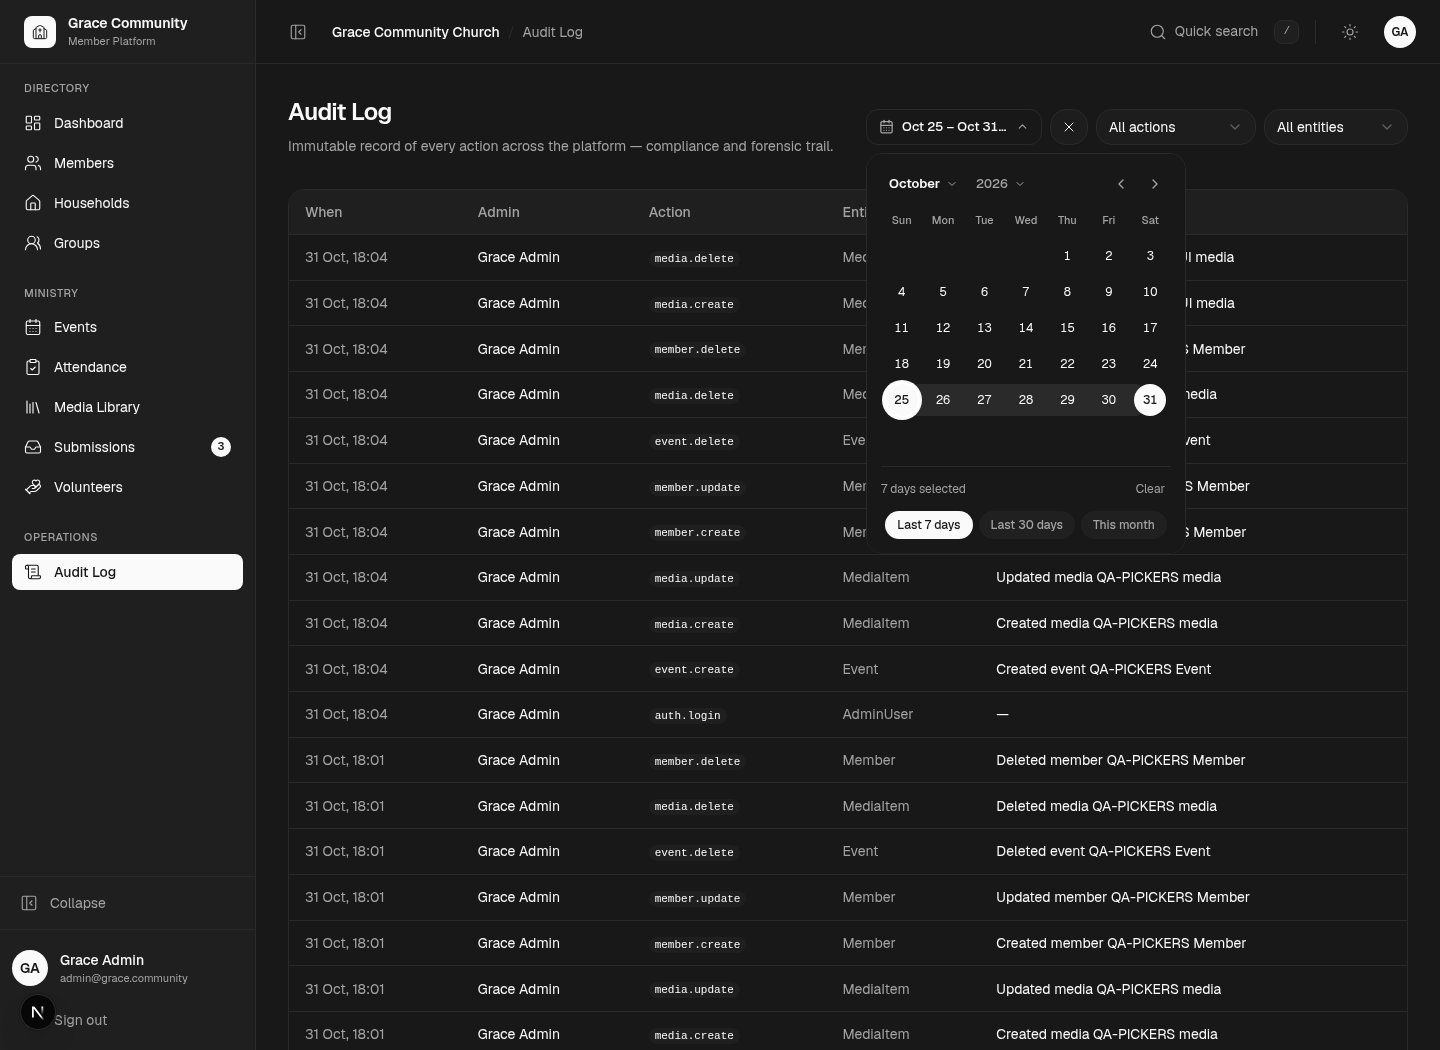 Grace Community
Member Platform
DIRECTORY
Dashboard
Members
Households
Groups
MINISTRY
Events
Attendance
Media Library
Submissions 3
Volunteers
OPERATIONS
Audit Log
Collapse
GA
Grace Admin
admin@grace.community
N
Sign out
Grace Community Church / Audit Log
Quick search /
GA
Audit Log
Immutable record of every action across the platform — compliance and forensic trail.
Oct 25 – Oct 31...
All actions
All entities
October 2026
Sun Mon Tue Wed Thu Fri Sat
1 2 3
4 5 6 7 8 9 10
11 12 13 14 15 16 17
18 19 20 21 22 23 24
25 26 27 28 29 30 31
7 days selected Clear
Last 7 days Last 30 days This month
When Admin Action Enti
31 Oct, 18:04 Grace Admin media.delete Med media
31 Oct, 18:04 Grace Admin media.create Med media
31 Oct, 18:04 Grace Admin member.delete Mem S Member
31 Oct, 18:04 Grace Admin media.delete media
31 Oct, 18:04 Grace Admin event.delete Eve vent
31 Oct, 18:04 Grace Admin member.update Mem S Member
31 Oct, 18:04 Grace Admin member.create Mem S Member
31 Oct, 18:04 Grace Admin media.update MediaItem Updated media QA-PICKERS media
31 Oct, 18:04 Grace Admin media.create MediaItem Created media QA-PICKERS media
31 Oct, 18:04 Grace Admin event.create Event Created event QA-PICKERS Event
31 Oct, 18:04 Grace Admin auth.login AdminUser —
31 Oct, 18:01 Grace Admin member.delete Member Deleted member QA-PICKERS Member
31 Oct, 18:01 Grace Admin media.delete MediaItem Deleted media QA-PICKERS media
31 Oct, 18:01 Grace Admin event.delete Event Deleted event QA-PICKERS Event
31 Oct, 18:01 Grace Admin member.update Member Updated member QA-PICKERS Member
31 Oct, 18:01 Grace Admin member.create Member Created member QA-PICKERS Member
31 Oct, 18:01 Grace Admin media.update MediaItem Updated media QA-PICKERS media
31 Oct, 18:01 Grace Admin media.create MediaItem Created media QA-PICKERS media